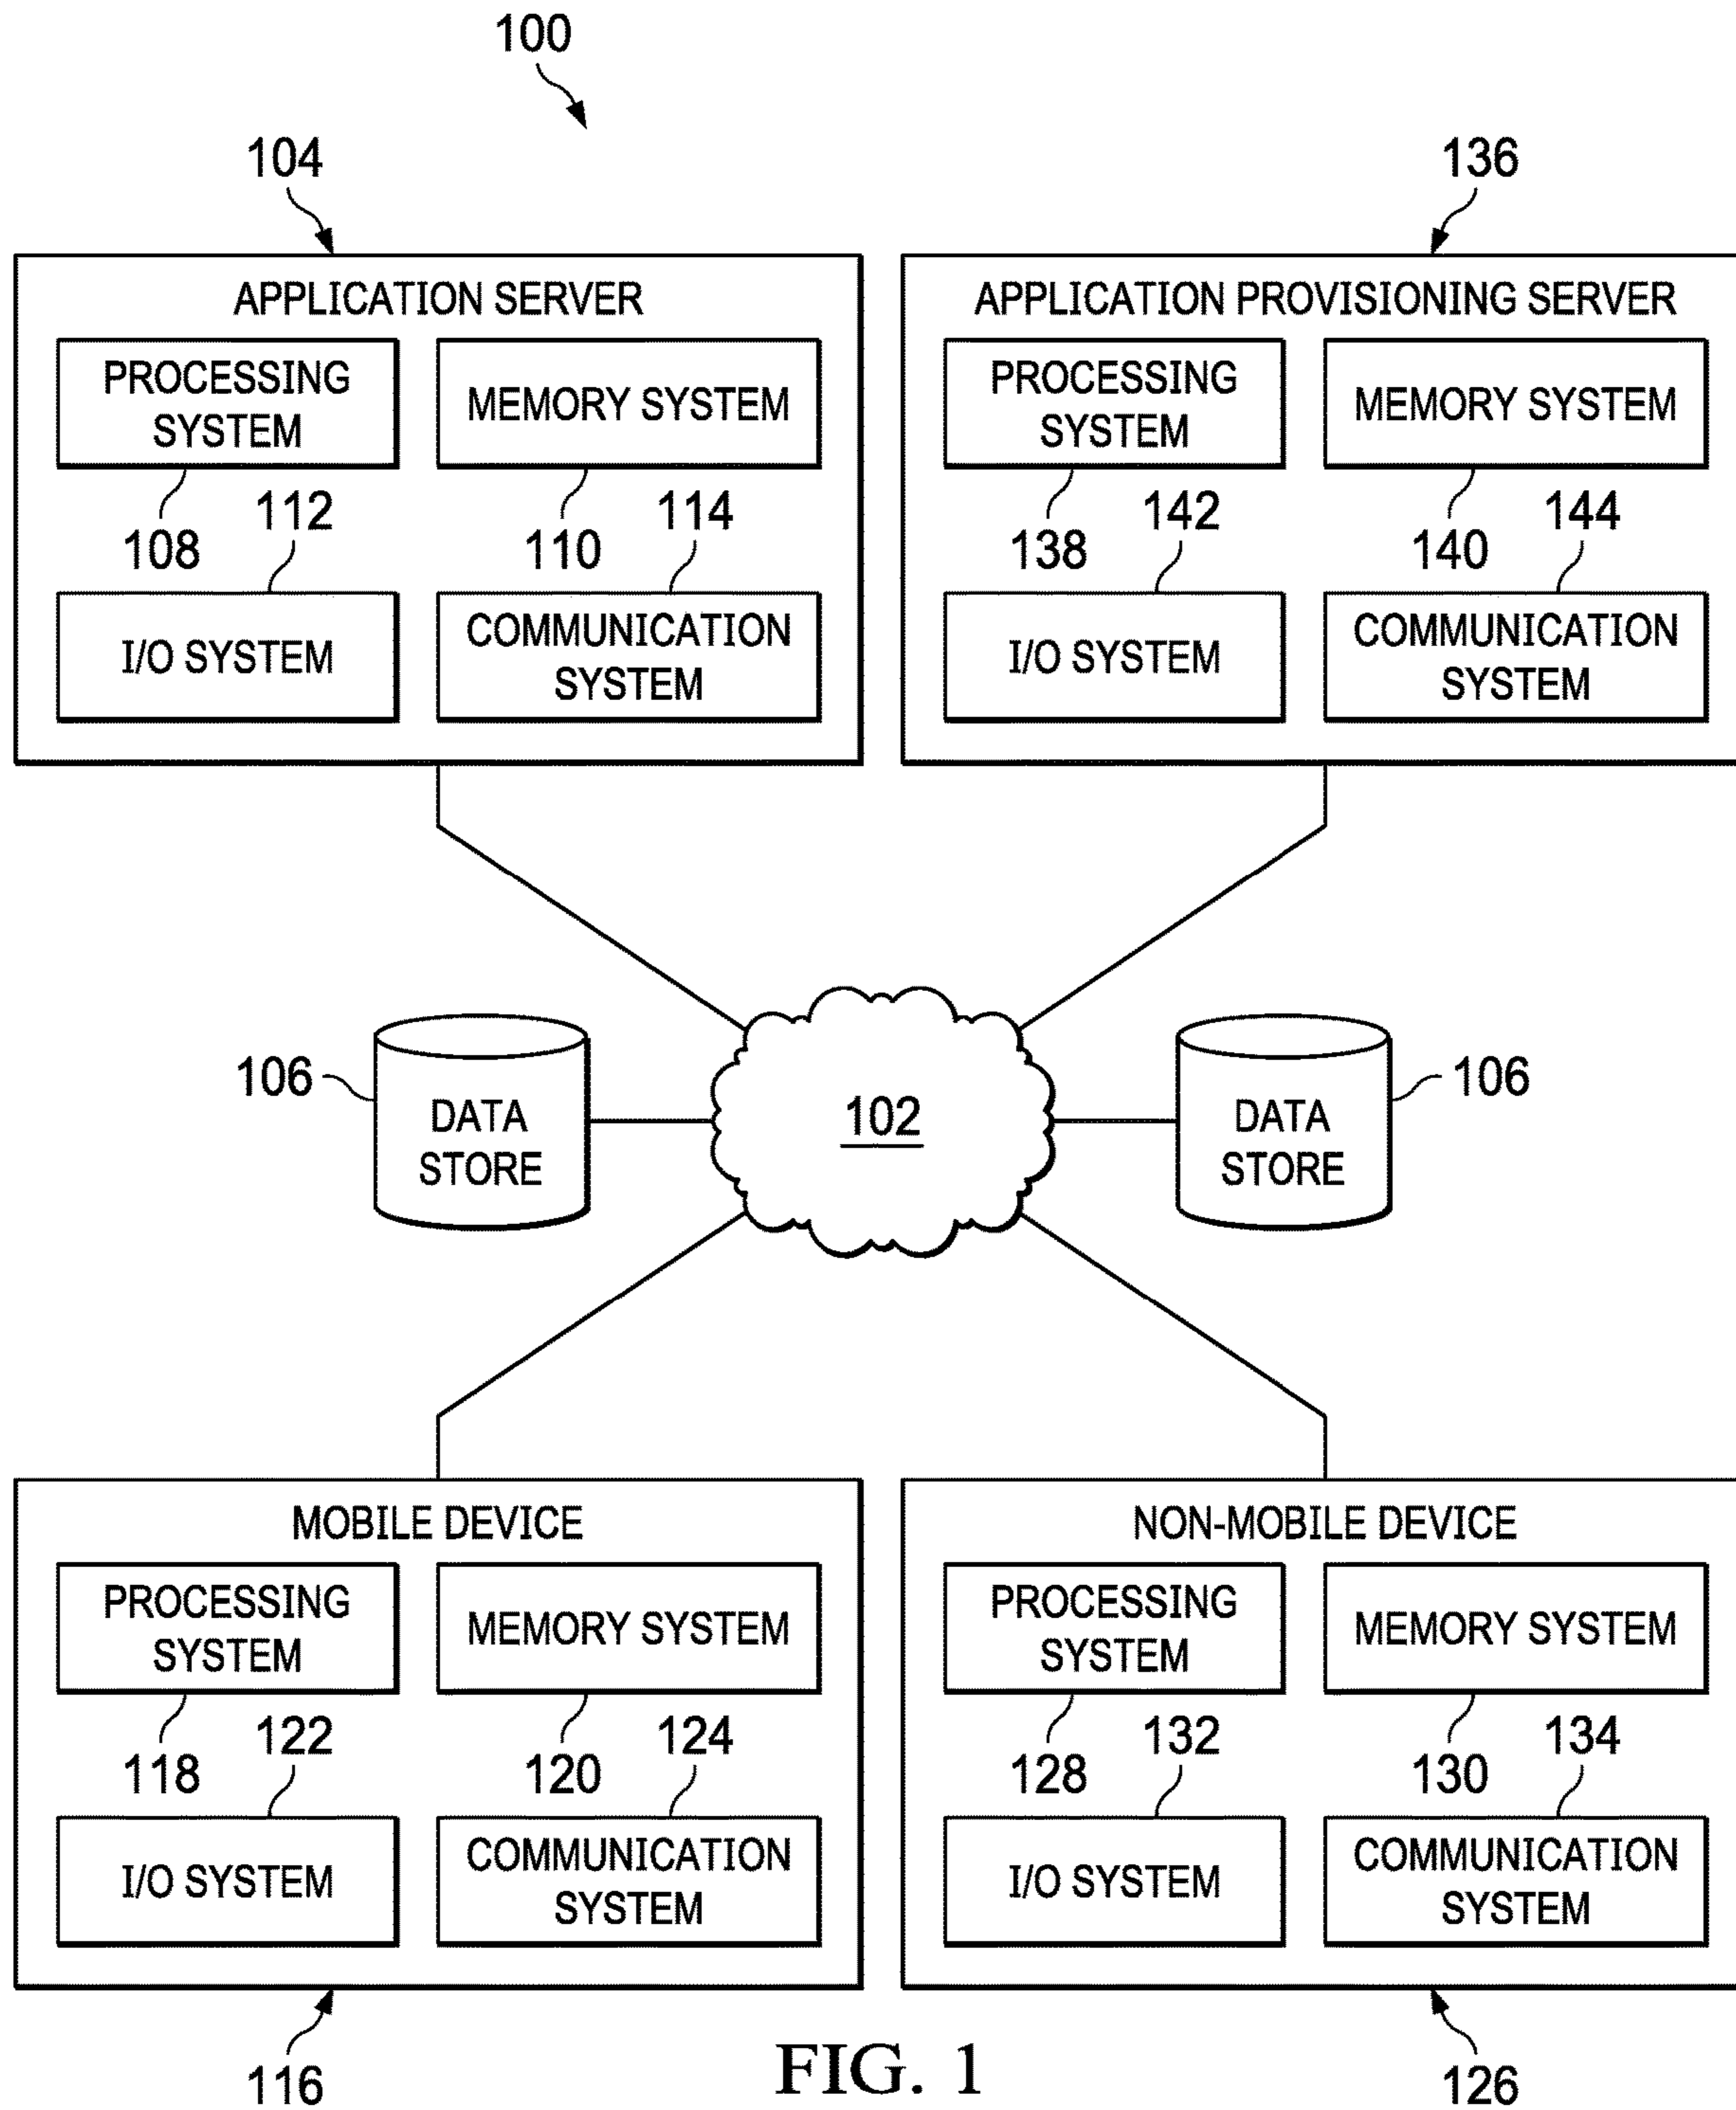 100
104
136
APPLICATION SERVER
PROCESSING
SYSTEM
MEMORY SYSTEM
112
114
108
110
I/O SYSTEM
COMMUNICATION
SYSTEM
APPLICATION PROVISIONING SERVER
PROCESSING
SYSTEM
MEMORY SYSTEM
142
144
138
140
I/O SYSTEM
COMMUNICATION
SYSTEM
106
DATA
STORE
102
DATA
STORE
106
MOBILE DEVICE
PROCESSING
SYSTEM
MEMORY SYSTEM
122
124
118
120
I/O SYSTEM
COMMUNICATION
SYSTEM
NON-MOBILE DEVICE
PROCESSING
SYSTEM
MEMORY SYSTEM
132
134
128
130
I/O SYSTEM
COMMUNICATION
SYSTEM
116
126
FIG. 1